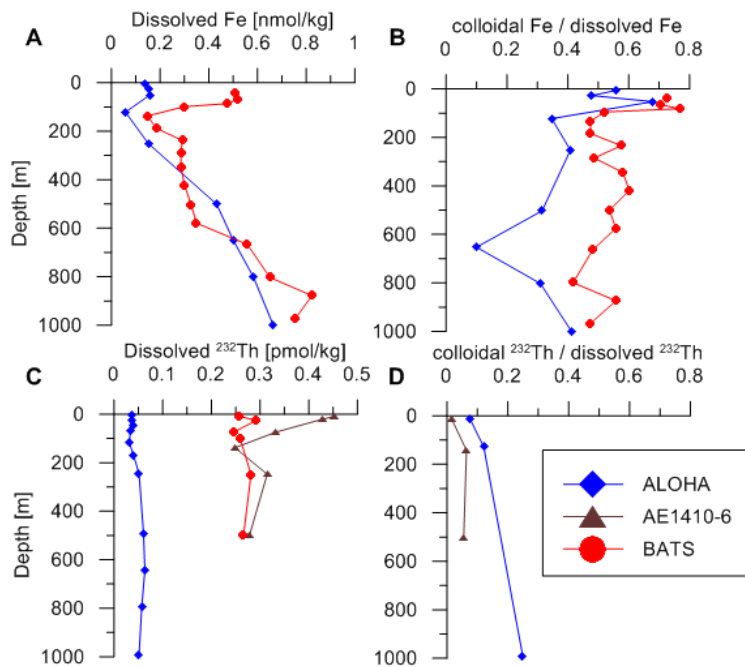 Dissolved Fe [nmol/kg]
A
0 0.2 0.4 0.6 0.8 1
0
200
400
600
800
1000
Depth [m]
colloidal Fe / dissolved Fe
B
0 0.2 0.4 0.6 0.8
0
200
400
600
800
1000
Dissolved ²³²Th [pmol/kg]
C
0 0.1 0.2 0.3 0.4 0.5
0
200
400
600
800
1000
Depth [m]
colloidal ²³²Th / dissolved ²³²Th
D
0 0.2 0.4 0.6 0.8
0
200
400
600
800
1000
ALOHA
AE1410-6
BATS